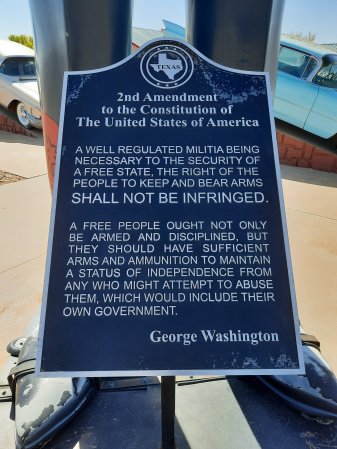 TEXAS
2nd Amendment
to the Constitution of
The United States of America
A WELL REGULATED MILITIA BEING
NECESSARY TO THE SECURITY OF
A FREE STATE, THE RIGHT OF THE
PEOPLE TO KEEP AND BEAR ARMS
SHALL NOT BE INFRINGED.
A FREE PEOPLE OUGHT NOT ONLY
BE ARMED AND DISCIPLINED, BUT
THEY SHOULD HAVE SUFFICIENT
ARMS AND AMMUNITION TO MAINTAIN
A STATUS OF INDEPENDENCE FROM
ANY WHO MIGHT ATTEMPT TO ABUSE
THEM, WHICH WOULD INCLUDE THEIR
OWN GOVERNMENT.
George Washington